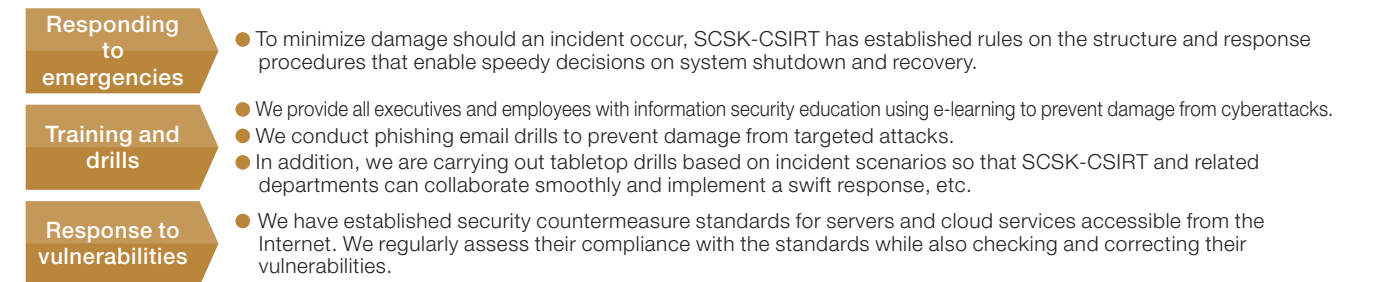 Responding
to
emergencies
● To minimize damage should an incident occur, SCSK-CSIRT has established rules on the structure and response
procedures that enable speedy decisions on system shutdown and recovery.
Training and
drills
● We provide all executives and employees with information security education using e-learning to prevent damage from cyberattacks.
● We conduct phishing email drills to prevent damage from targeted attacks.
● In addition, we are carrying out tabletop drills based on incident scenarios so that SCSK-CSIRT and related
departments can collaborate smoothly and implement a swift response, etc.
Response to
vulnerabilities
● We have established security countermeasure standards for servers and cloud services accessible from the
Internet. We regularly assess their compliance with the standards while also checking and correcting their
vulnerabilities.